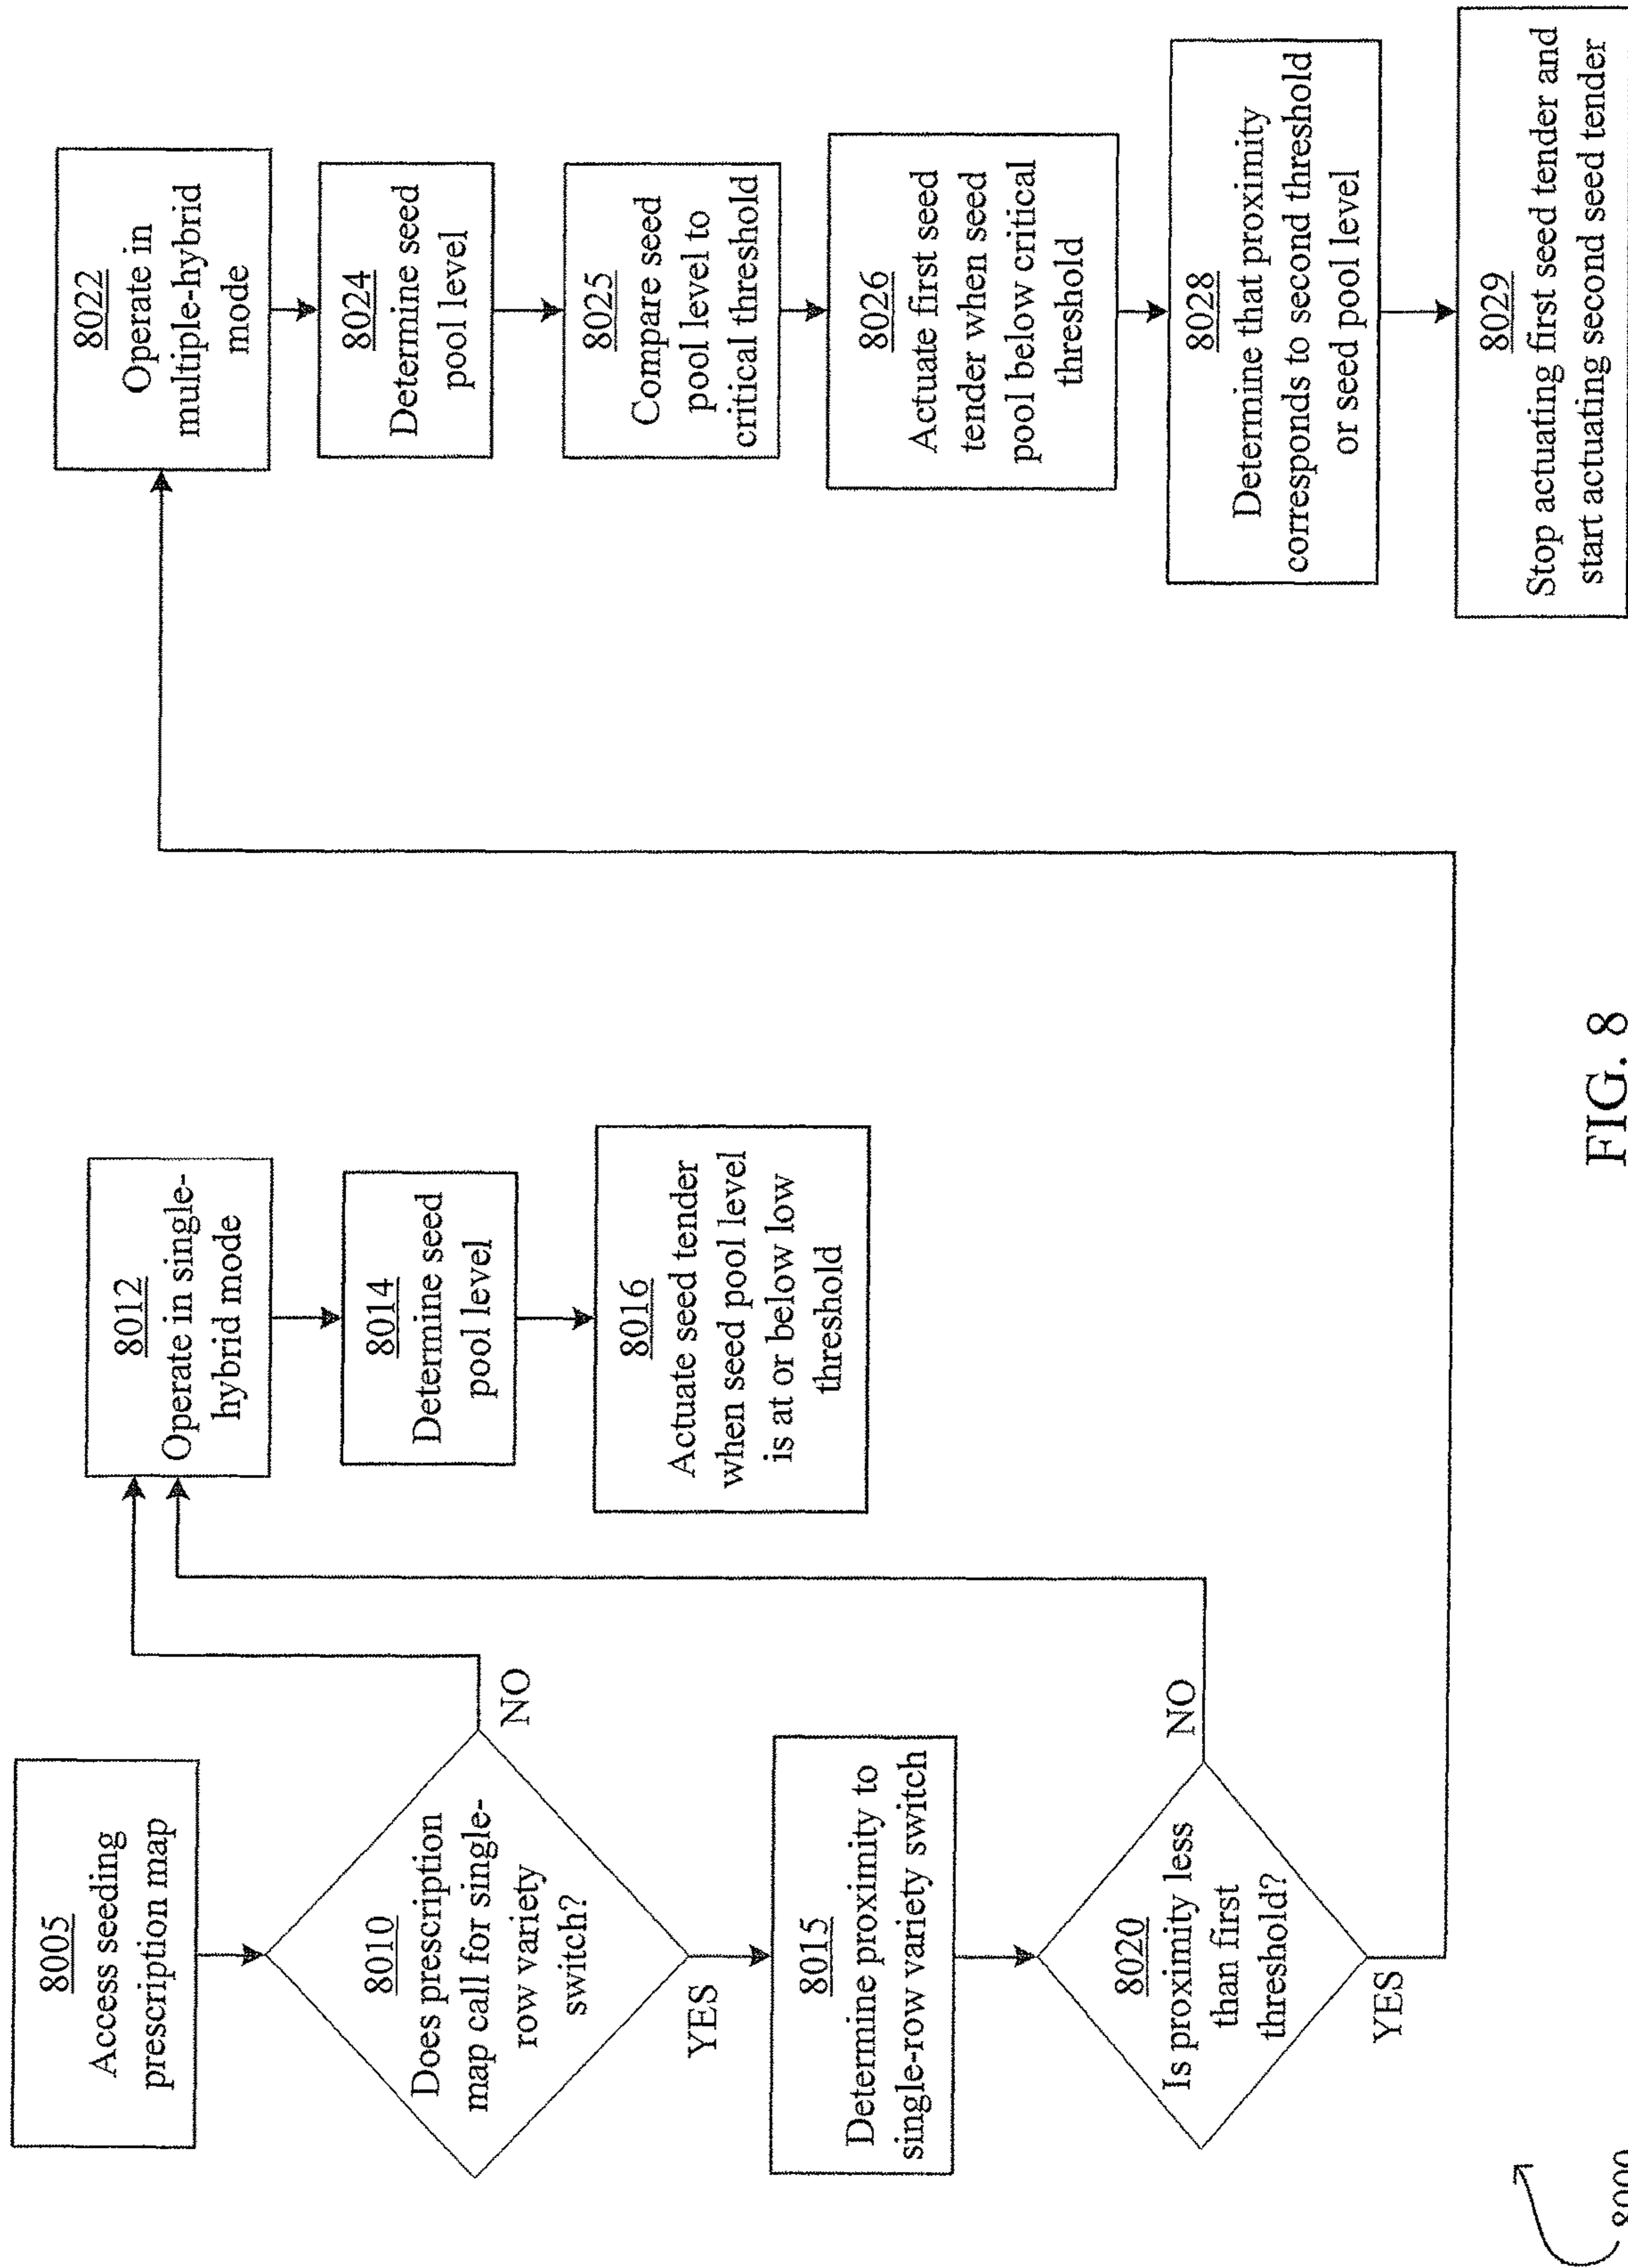 8005
Access seeding
prescription map
8010
Does prescription
map call for single-
row variety
switch?
NO
YES
8015
Determine proximity to
single-row variety switch
8020
Is proximity less
than first
threshold?
NO
YES
8012
Operate in single-
hybrid mode
8014
Determine seed
pool level
8016
Actuate seed tender
when seed pool level
is at or below low
threshold
8022
Operate in
multiple-hybrid
mode
8024
Determine seed
pool level
8025
Compare seed
pool level to
critical threshold
8026
Actuate first seed
tender when seed
pool below critical
threshold
8028
Determine that proximity
corresponds to second threshold
or seed pool level
8029
Stop actuating first seed tender and
start actuating second seed tender
8000
FIG. 8